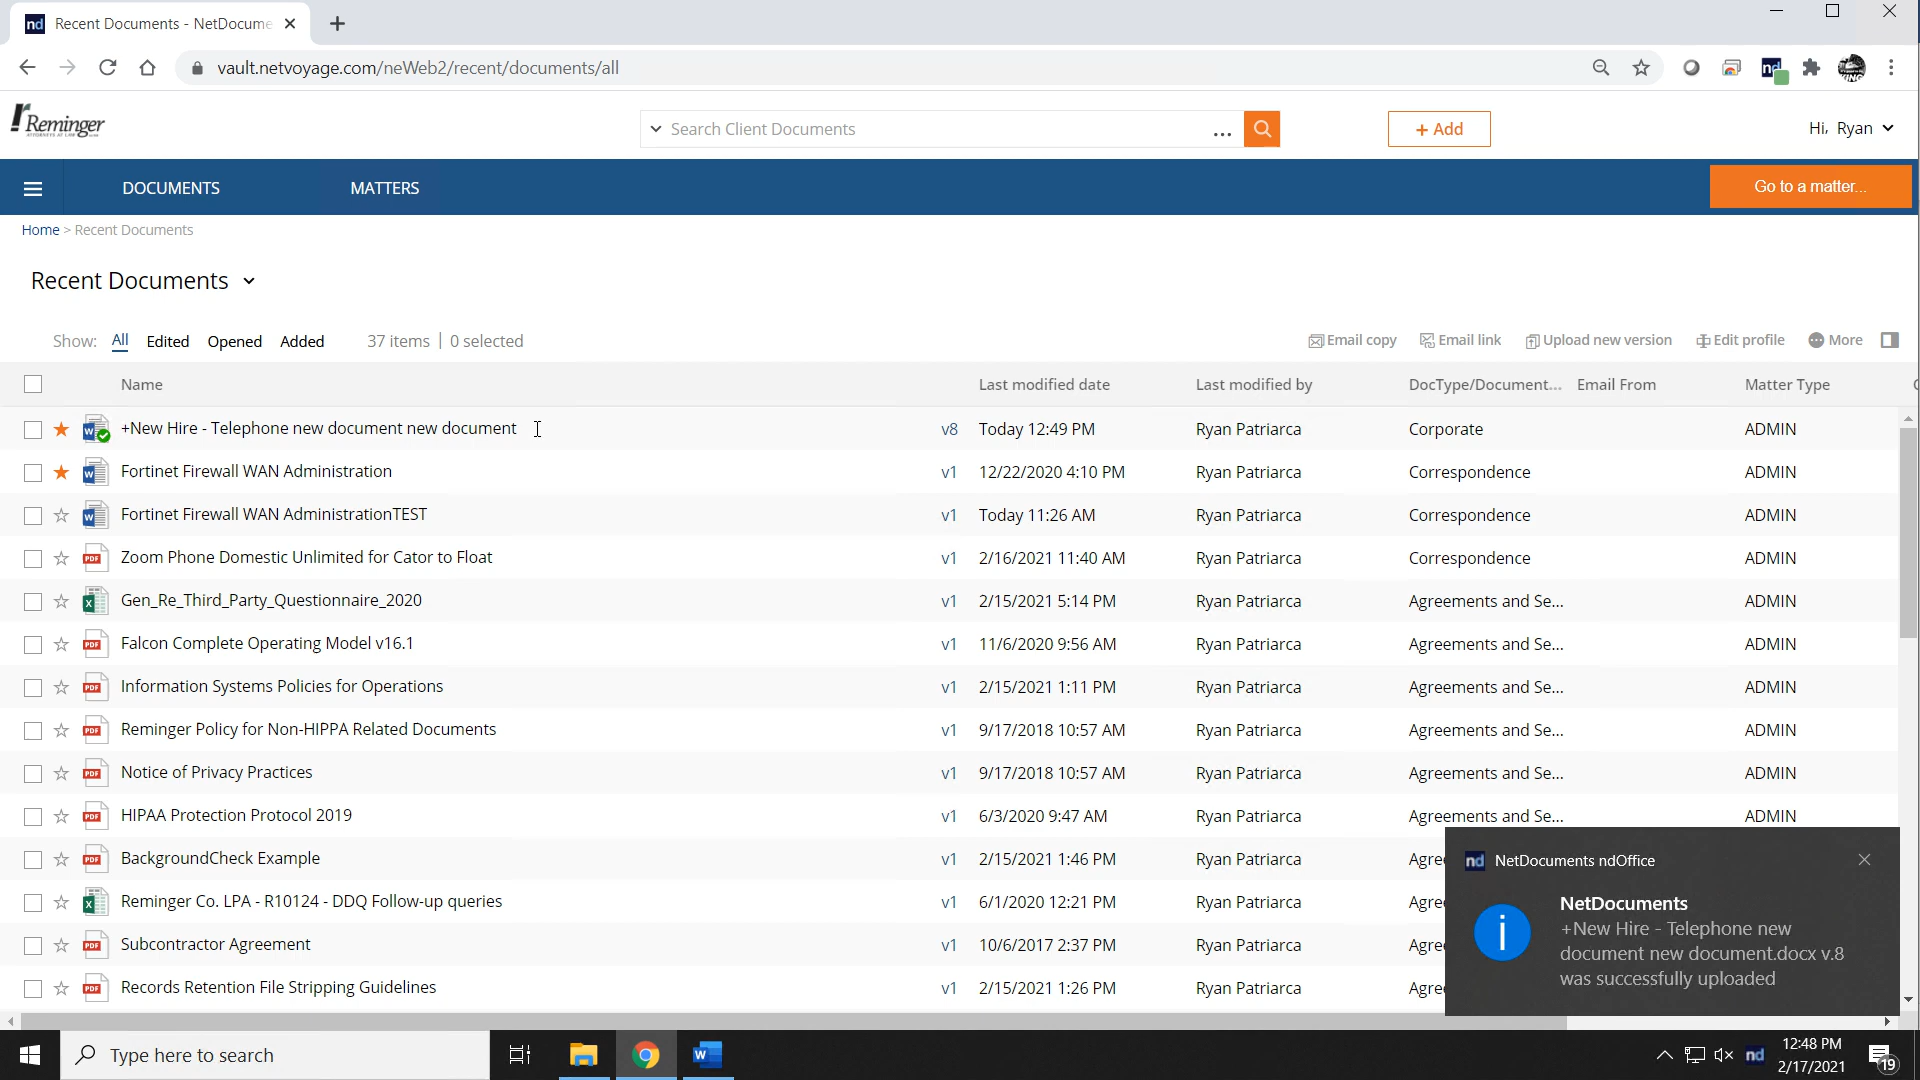 nd Recent Documents - NetDocume
vault.netvoyage.com/neWeb2/recent/documents/all
nd
Reminger
Search Client Documents ...
+ Add
Hi, Ryan
DOCUMENTS MATTERS Go to a matter...
Home > Recent Documents
Recent Documents
Show: All Edited Opened Added 37 items | 0 selected Email copy Email link Upload new version Edit profile More
Name Last modified date Last modified by DocType/Document... Email From Matter Type
+New Hire - Telephone new document new document v8 Today 12:49 PM Ryan Patriarca Corporate ADMIN
Fortinet Firewall WAN Administration v1 12/22/2020 4:10 PM Ryan Patriarca Correspondence ADMIN
Fortinet Firewall WAN AdministrationTEST v1 Today 11:26 AM Ryan Patriarca Correspondence ADMIN
Zoom Phone Domestic Unlimited for Cator to Float v1 2/16/2021 11:40 AM Ryan Patriarca Correspondence ADMIN
Gen_Re_Third_Party_Questionnaire_2020 v1 2/15/2021 5:14 PM Ryan Patriarca Agreements and Se... ADMIN
Falcon Complete Operating Model v16.1 v1 11/6/2020 9:56 AM Ryan Patriarca Agreements and Se... ADMIN
Information Systems Policies for Operations v1 2/15/2021 1:11 PM Ryan Patriarca Agreements and Se... ADMIN
Reminger Policy for Non-HIPPA Related Documents v1 9/17/2018 10:57 AM Ryan Patriarca Agreements and Se... ADMIN
Notice of Privacy Practices v1 9/17/2018 10:57 AM Ryan Patriarca Agreements and Se... ADMIN
HIPAA Protection Protocol 2019 v1 6/3/2020 9:47 AM Ryan Patriarca Agreements and Se... ADMIN
BackgroundCheck Example v1 2/15/2021 1:46 PM Ryan Patriarca Agree
Reminger Co. LPA - R10124 - DDQ Follow-up queries v1 6/1/2020 12:21 PM Ryan Patriarca Agree
Subcontractor Agreement v1 10/6/2017 2:37 PM Ryan Patriarca Agree
Records Retention File Stripping Guidelines v1 2/15/2021 1:26 PM Ryan Patriarca Agree
nd NetDocuments ndOffice
NetDocuments
+New Hire - Telephone new
document new document.docx v.8
was successfully uploaded
Type here to search
nd
12:48 PM
2/17/2021
19